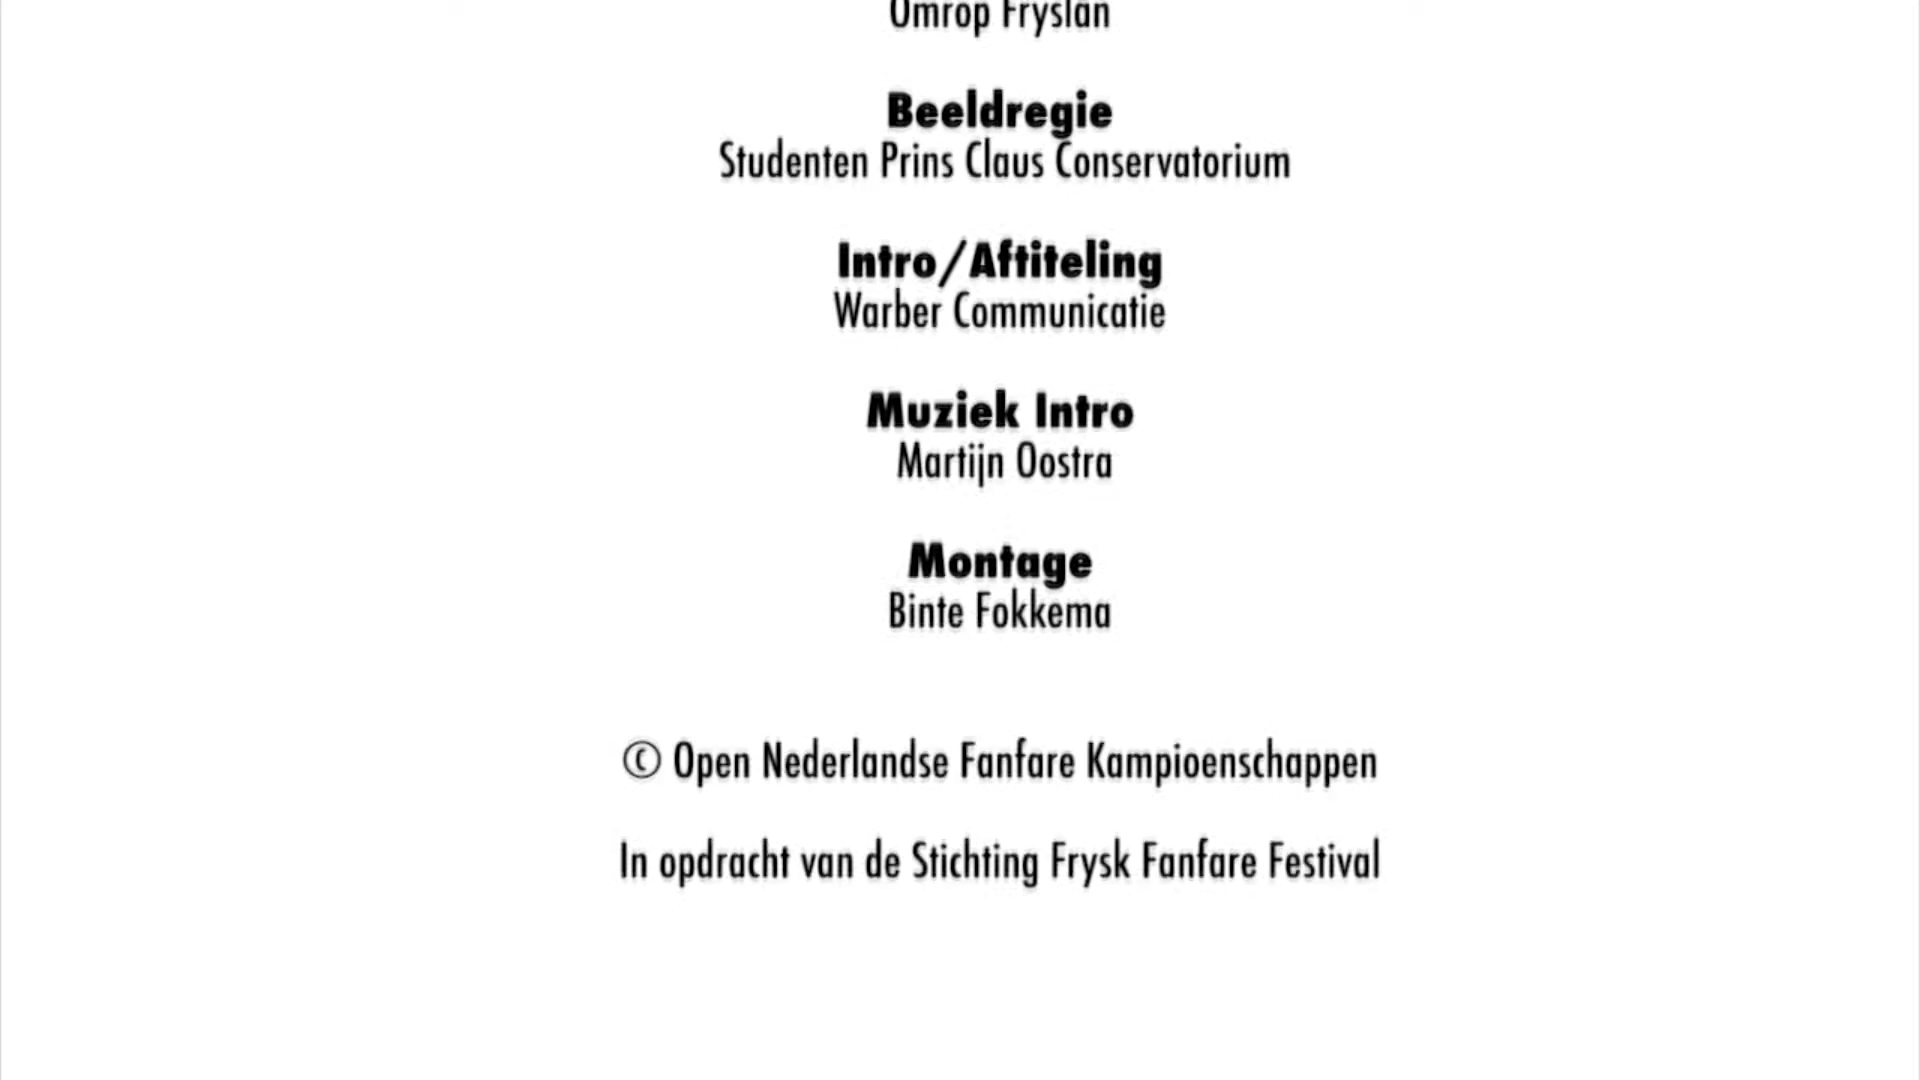 Omrop Fryslân
Beeldregie
Studenten Prins Claus Conservatorium
Intro/Aftiteling
Warber Communicatie
Muziek Intro
Martijn Oostra
Montage
Binte Fokkema
© Open Nederlandse Fanfare Kampioenschappen
In opdracht van de Stichting Frysk Fanfare Festival